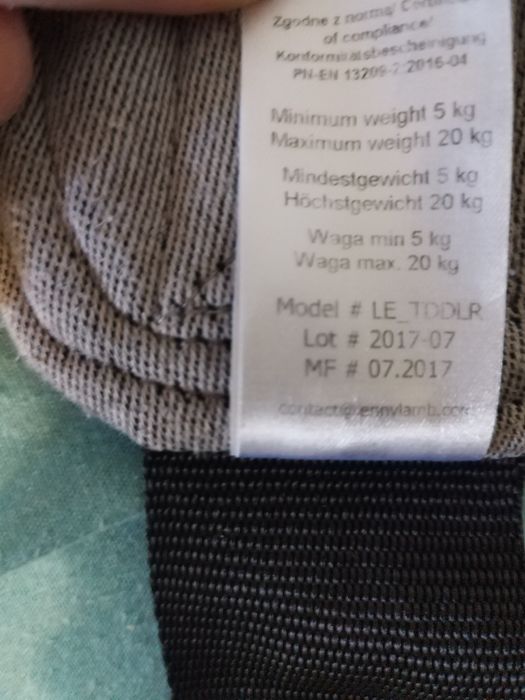 Zgodne z normą/
of compliance/
Konformitätsbescheinigung
PN-EN 13209-2:2016-04
Minimum weight 5 kg
Maximum weight 20 kg
Mindestgewicht 5 kg
Höchstgewicht 20 kg
Waga min 5 kg
Waga max. 20 kg
Model # LE_TDDLR
Lot # 2017-07
MF # 07.2017